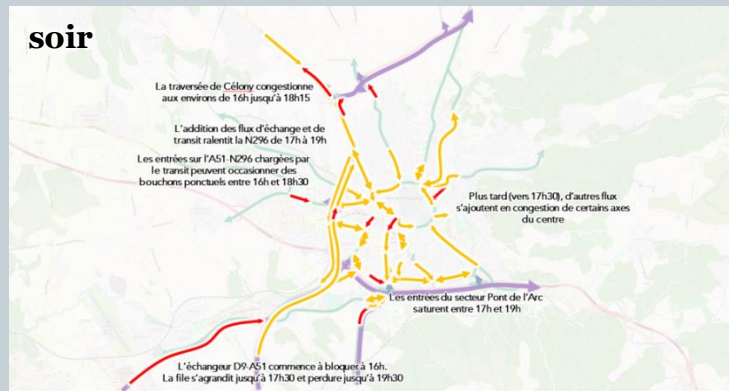 soir
La traversée de Célony congestionne
aux environs de 16h jusqu'à 18h15
L'addition des flux d'échange et de
transit ralentit la N296 de 17h à 19h
Les entrées sur l'A51-N296 chargées par
le transit peuvent occasionner des
bouchons ponctuels entre 16h et 18h30
Plus tard (vers 17h30), d'autres flux
s'ajoutent en congestion de certains axes
du centre
Les entrées du secteur Pont de l'Arc
saturent entre 17h et 19h
L'échangeur D9-A51 commence à bloquer à 16h.
La file s'agrandit jusqu'à 17h30 et perdure jusqu'à 19h30